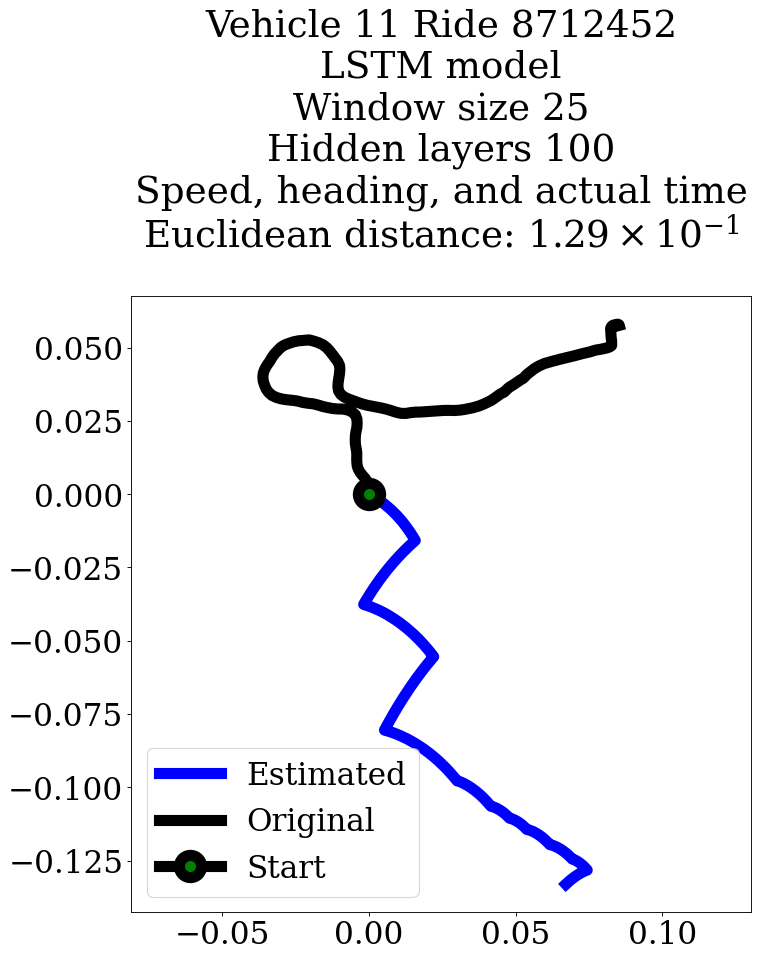 Vehicle 11 Ride 8712452
LSTM model
Window size 25
Hidden layers 100
Speed, heading, and actual time
Euclidean distance: 1.29 × 10⁻¹
0.050
0.025
0.000
−0.025
−0.050
−0.075
−0.100
−0.125
Estimated
Original
Start
−0.05 0.00 0.05 0.10